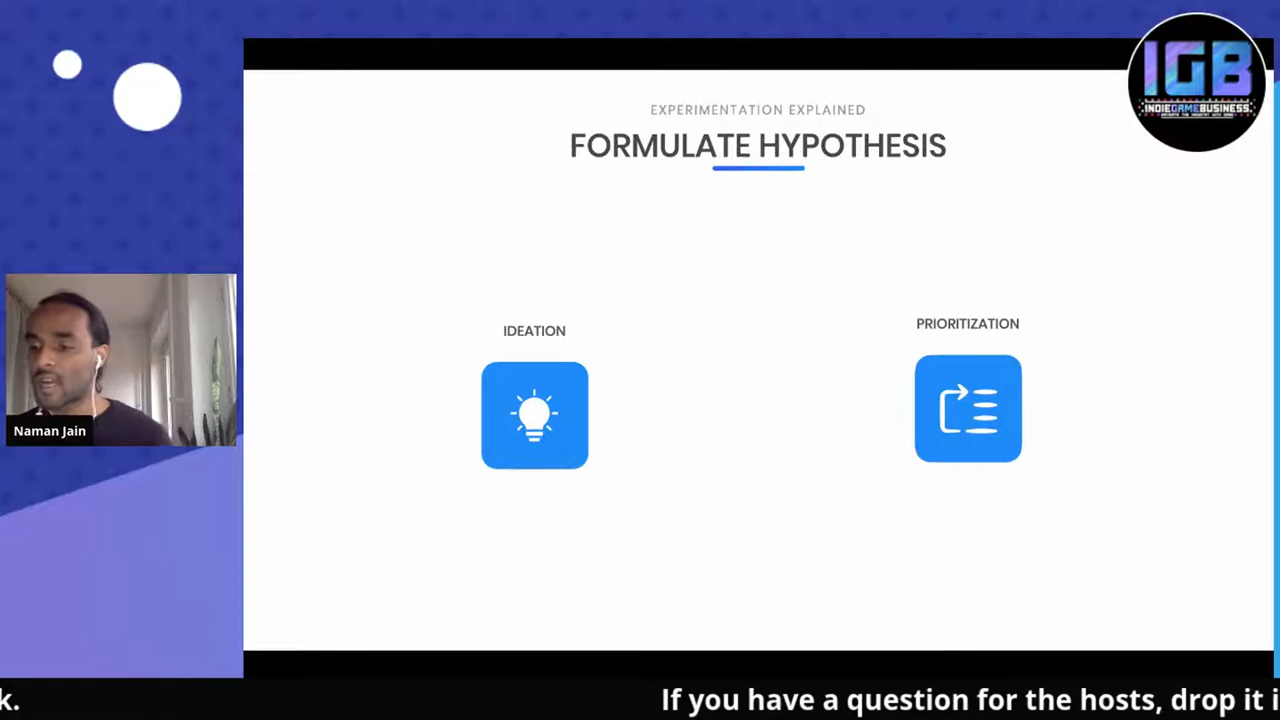 IGB
INDIEGAMEBUSINESS
EXPERIMENTATION EXPLAINED
FORMULATE HYPOTHESIS
IDEATION
PRIORITIZATION
Naman Jain
k.
If you have a question for the hosts, drop it i